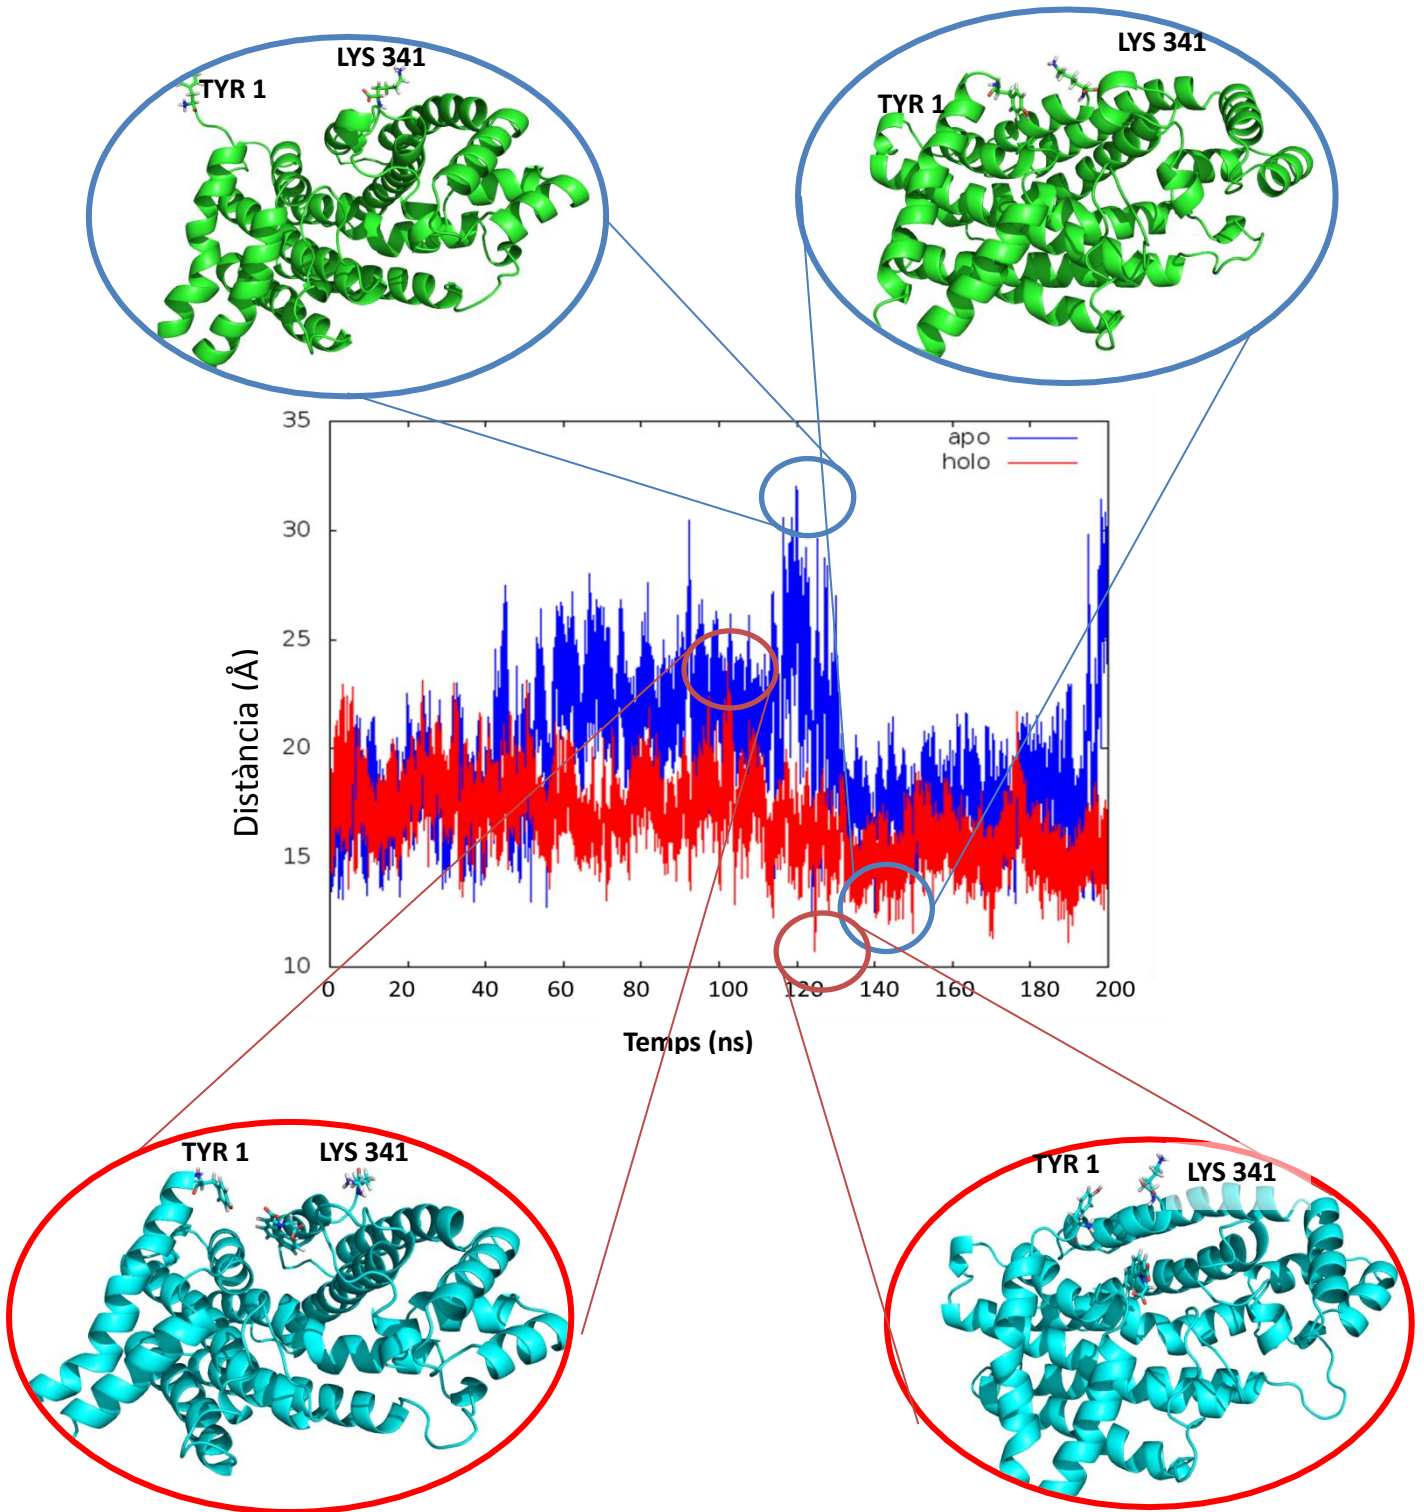 LYS 341
TYR 1
LYS 341
TYR 1
35
apo
holo
30
25
20
15
10
Distància (Å)
0 20 40 60 80 100 120 140 160 180 200
Temps (ns)
TYR 1 LYS 341
TYR 1 LYS 341